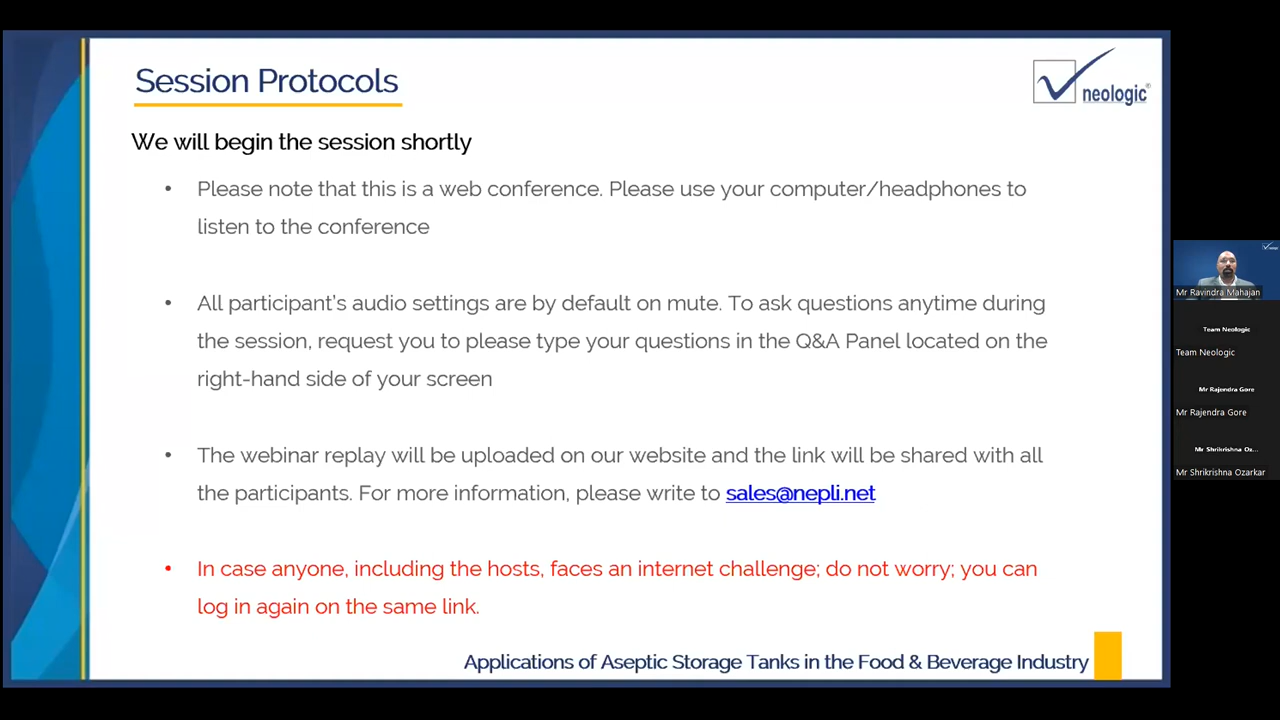 Session Protocols
neologic®
We will begin the session shortly
• Please note that this is a web conference. Please use your computer/headphones to
listen to the conference
• All participant's audio settings are by default on mute. To ask questions anytime during
the session, request you to please type your questions in the Q&A Panel located on the
right-hand side of your screen
• The webinar replay will be uploaded on our website and the link will be shared with all
the participants. For more information, please write to sales@nepli.net
• In case anyone, including the hosts, faces an internet challenge; do not worry; you can
log in again on the same link.
Applications of Aseptic Storage Tanks in the Food & Beverage Industry
Mr Ravindra Mahajan
Team Neologic
Team Neologic
Mr Rajendra Gore
Mr Rajendra Gore
Mr Shrikrishna Oz...
Mr Shrikrishna Ozarkar